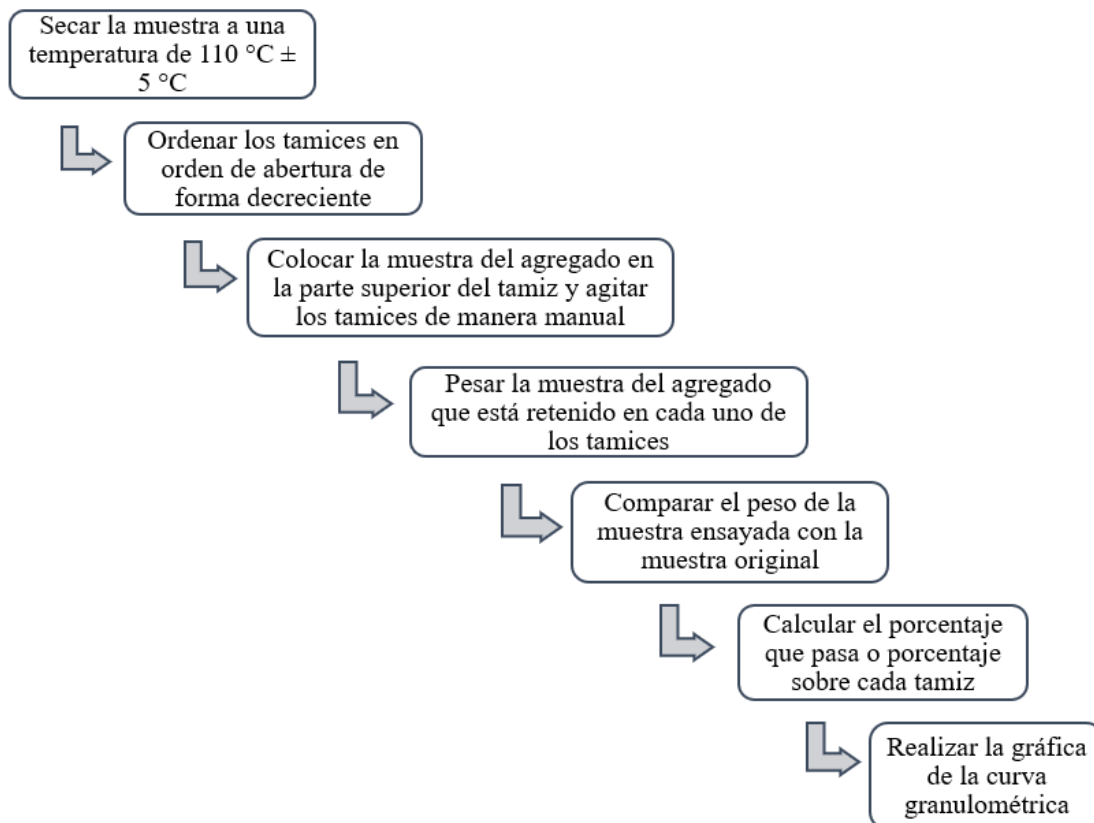 Secar la muestra a una
temperatura de 110 °C ±
5 °C
Ordenar los tamices en
orden de abertura de
forma decreciente
Colocar la muestra del agregado en
la parte superior del tamiz y agitar
los tamices de manera manual
Pesar la muestra del agregado
que está retenido en cada uno de
los tamices
Comparar el peso de la
muestra ensayada con la
muestra original
Calcular el porcentaje
que pasa o porcentaje
sobre cada tamiz
Realizar la gráfica
de la curva
granulométrica